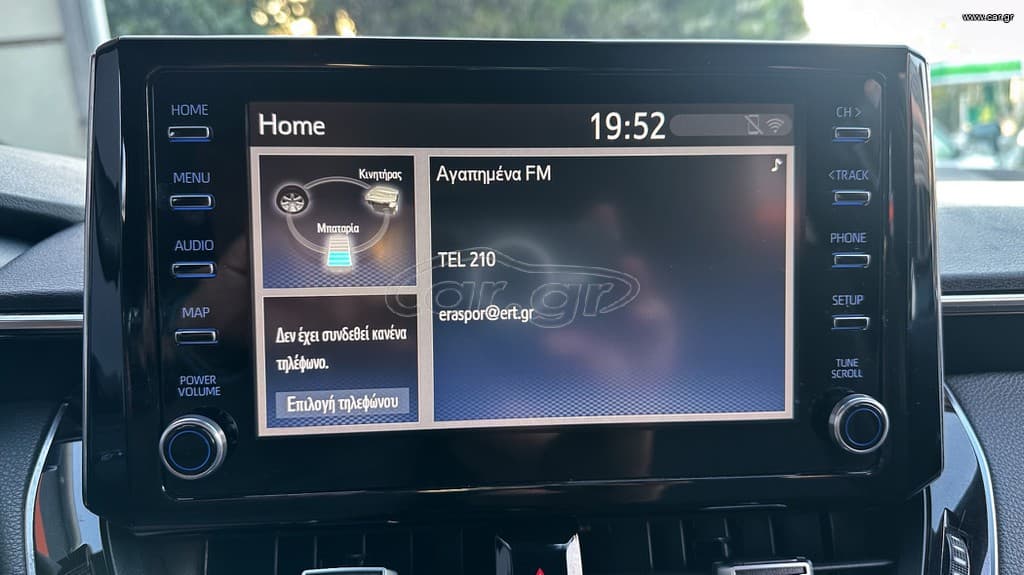 www.car.gr
HOME
MENU
AUDIO
MAP
POWER
VOLUME
Home
19:52
Κινητήρας
Μπαταρία
Δεν έχει συνδεθεί κανένα
τηλέφωνο.
Επιλογή τηλεφώνου
Αγαπημένα FM
TEL 210
eraspor@ert.gr
car.gr
CH >
<TRACK
PHONE
SETUP
TUNE
SCROLL